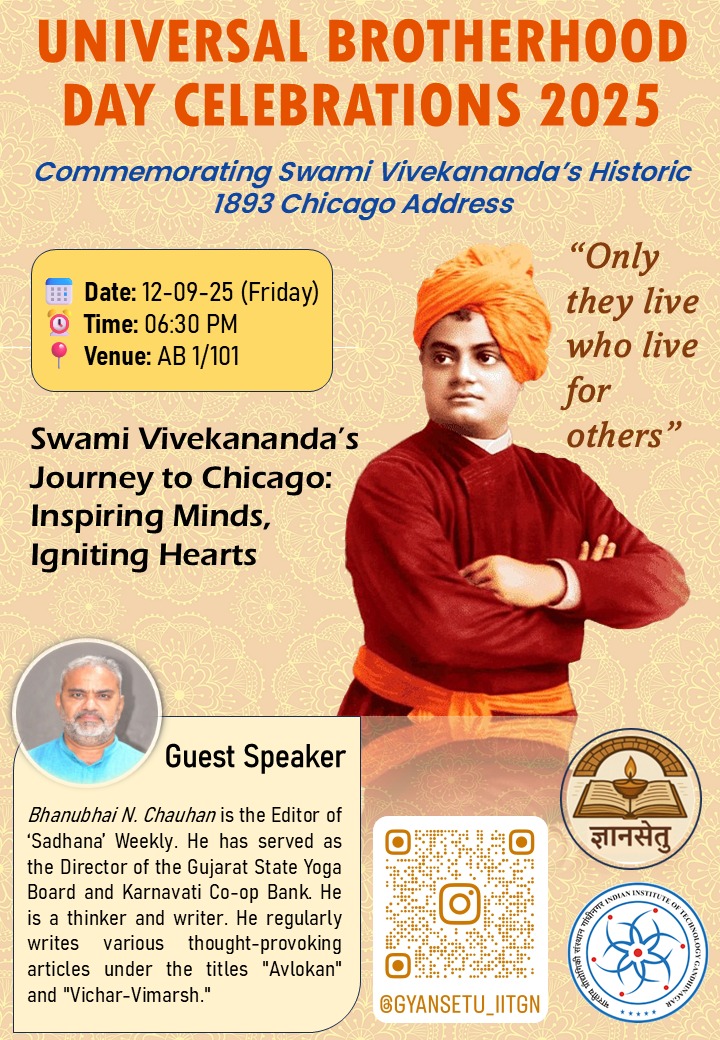 UNIVERSAL BROTHERHOOD
DAY CELEBRATIONS 2025
Commemorating Swami Vivekananda's Historic
1893 Chicago Address
Date: 12-09-25 (Friday)
Time: 06:30 PM
Venue: AB 1/101
"Only
they live
who live
for
others"
Swami Vivekananda's
Journey to Chicago:
Inspiring Minds,
Igniting Hearts
Guest Speaker
Bhanubhai N. Chauhan is the Editor of
'Sadhana' Weekly. He has served as
the Director of the Gujarat State Yoga
Board and Karnavati Co-op Bank. He
is a thinker and writer. He regularly
writes various thought-provoking
articles under the titles "Avlokan"
and "Vichar-Vimarsh."
@GYANSETU_IITGN
ज्ञानसेतु
भारतीय प्रौद्योगिकी संस्थान गांधीनगर
INDIAN INSTITUTE OF TECHNOLOGY GANDHINAGAR